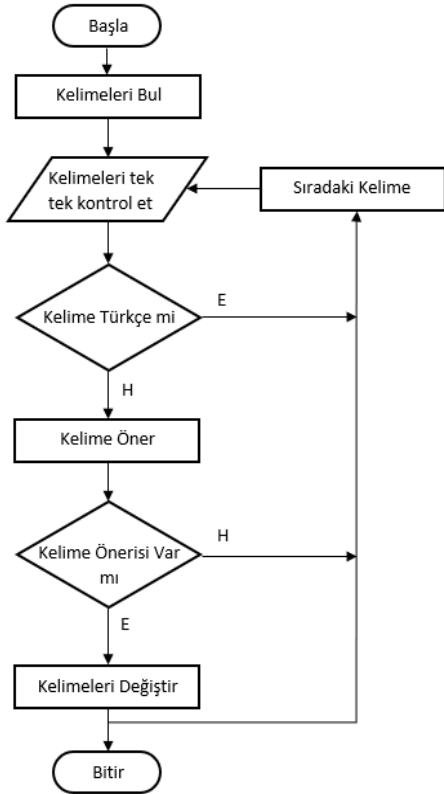 Başla
Kelimeleri Bul
Kelimeleri tek
tek kontrol et
Sıradaki Kelime
Kelime Türkçe mi
E
H
Kelime Öner
Kelime Önerisi Var
mı
H
E
Kelimeleri Değiştir
Bitir